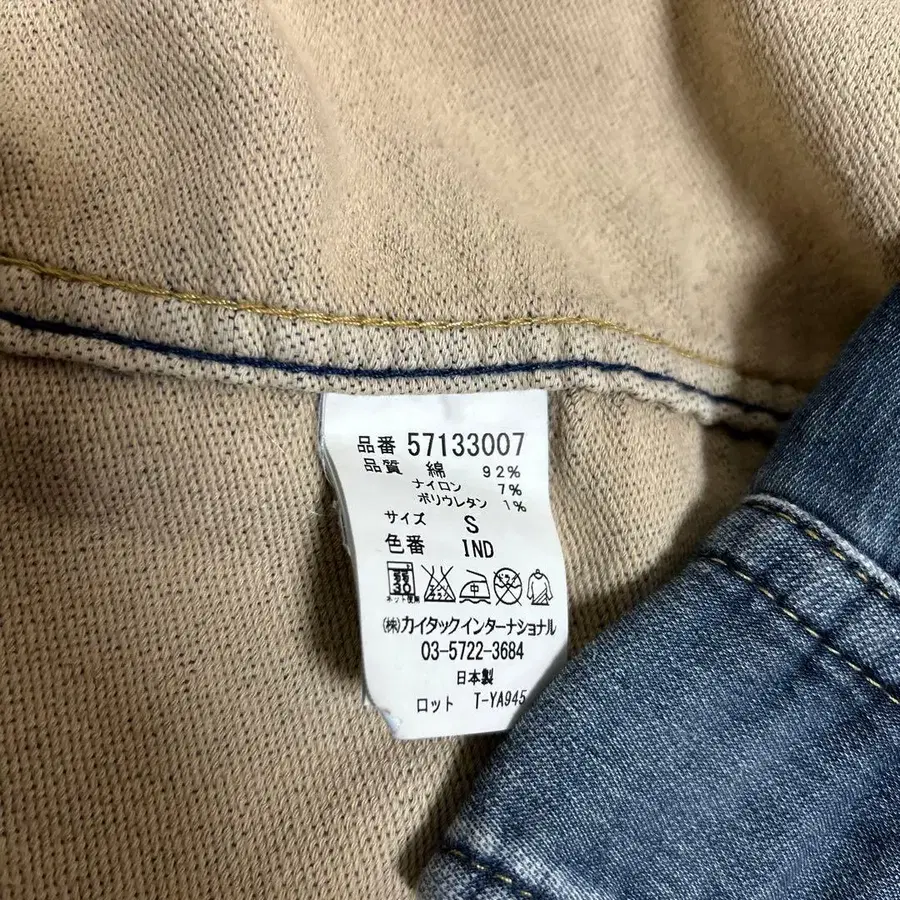 品番 57133007
品質 綿 92%
ナイロン 7%
ポリウレタン 1%
サイズ S
色番 IND
30 中
ネット使用
㈱カイタックインターナショナル
03-5722-3684
日本製
ロット T-YA945